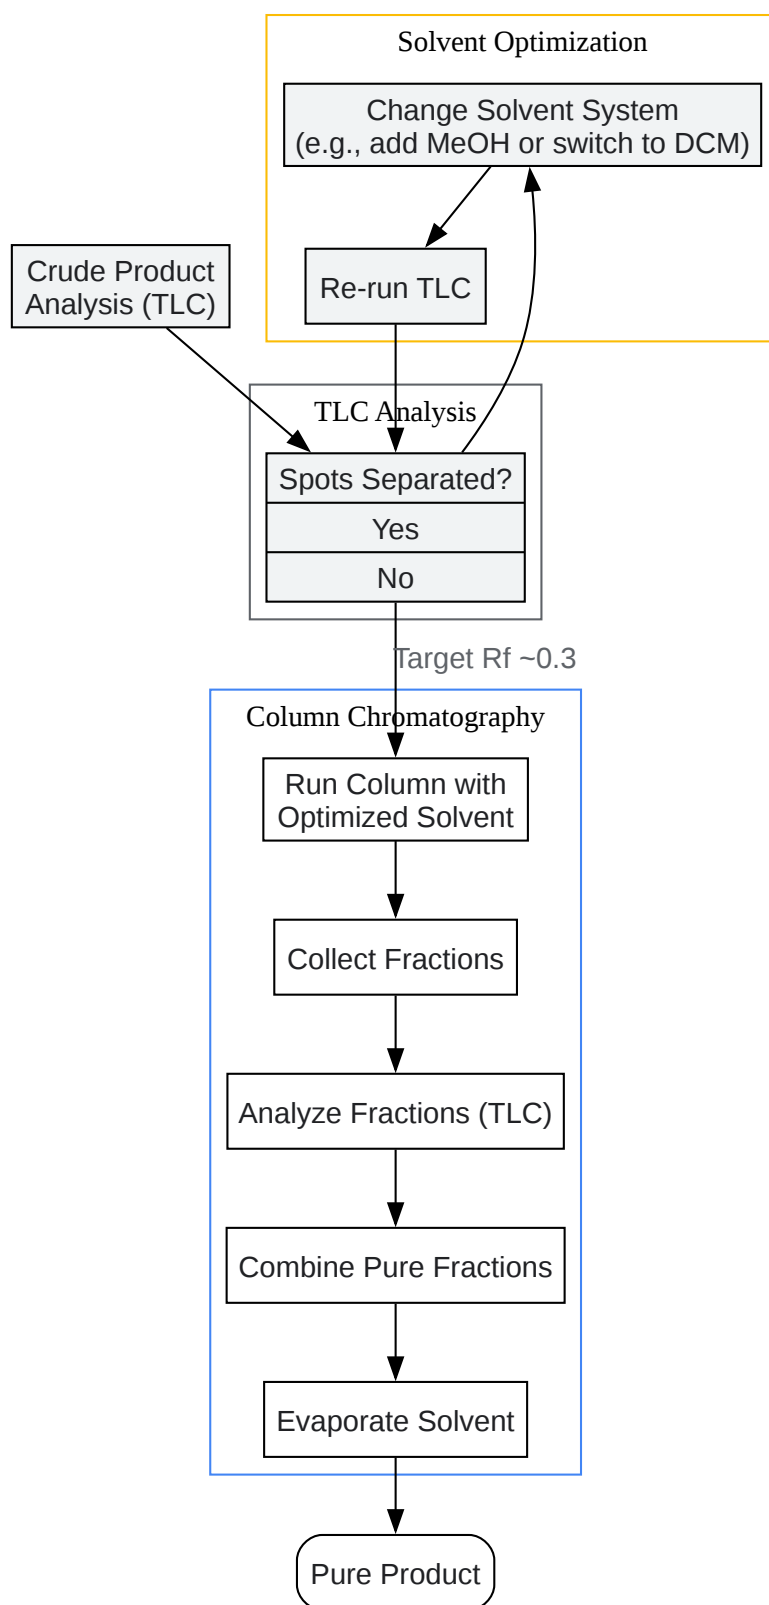 Solvent Optimization
Change Solvent System
(e.g., add MeOH or switch to DCM)
Crude Product
Analysis (TLC)
Re-run TLC
TLC Analysis
Spots Separated?
Yes
No
Target Rf ~0.3
Column Chromatography
Run Column with
Optimized Solvent
Collect Fractions
Analyze Fractions (TLC)
Combine Pure Fractions
Evaporate Solvent
Pure Product